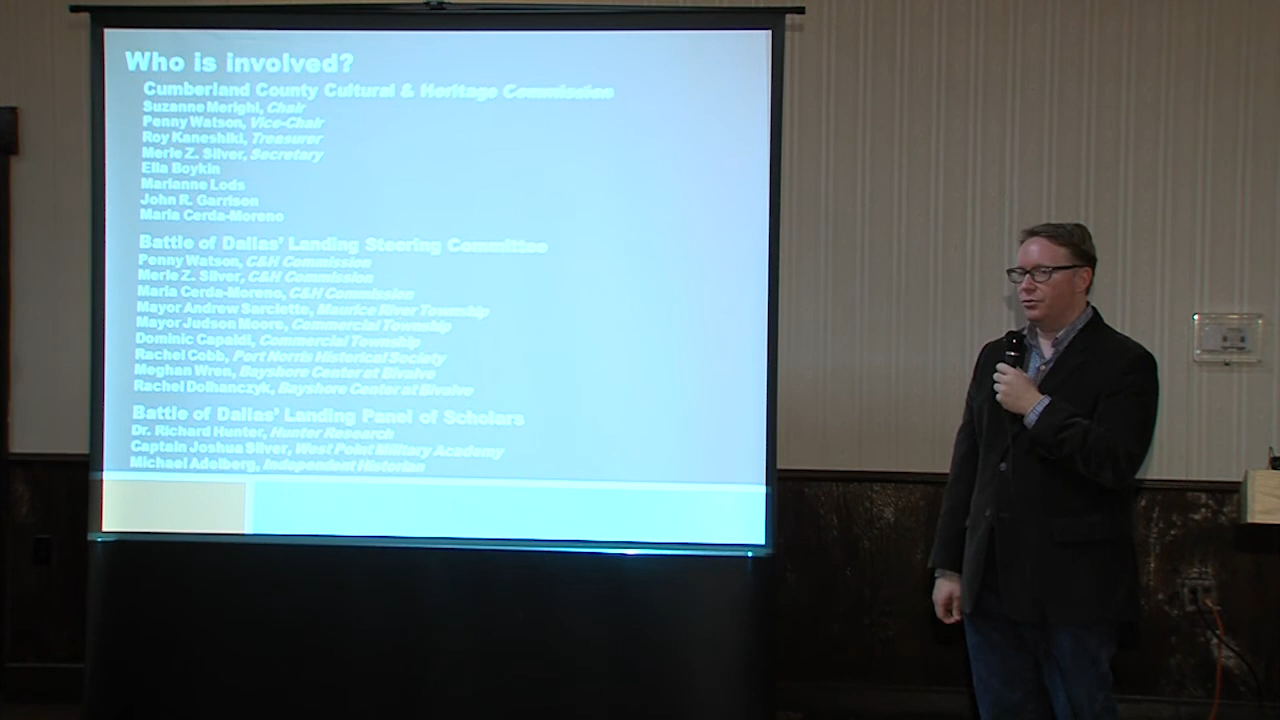 Who is involved?
Cumberland County Cultural & Heritage Commission
Suzanne Merighi, Chair
Penny Watson, Vice-Chair
Roy Kaneshiki, Treasurer
Merle Z. Silver, Secretary
Ella Boykin
Marianne Lods
John R. Garrison
Maria Cerda-Moreno
Battle of Dallas' Landing Steering Committee
Penny Watson, C&H Commission
Merle Z. Silver, C&H Commission
Maria Cerda-Moreno, C&H Commission
Mayor Andrew Sarclette, Maurice River Township
Mayor Judson Moore, Commercial Township
Dominic Capaldi, Commercial Township
Rachel Cobb, Port Norris Historical Society
Meghan Wren, Bayshore Center at Bivalve
Rachel Dolhanczyk, Bayshore Center at Bivalve
Battle of Dallas' Landing Panel of Scholars
Dr. Richard Hunter, Hunter Research
Captain Joshua Silver, West Point Military Academy
Michael Adelberg, Independent Historian